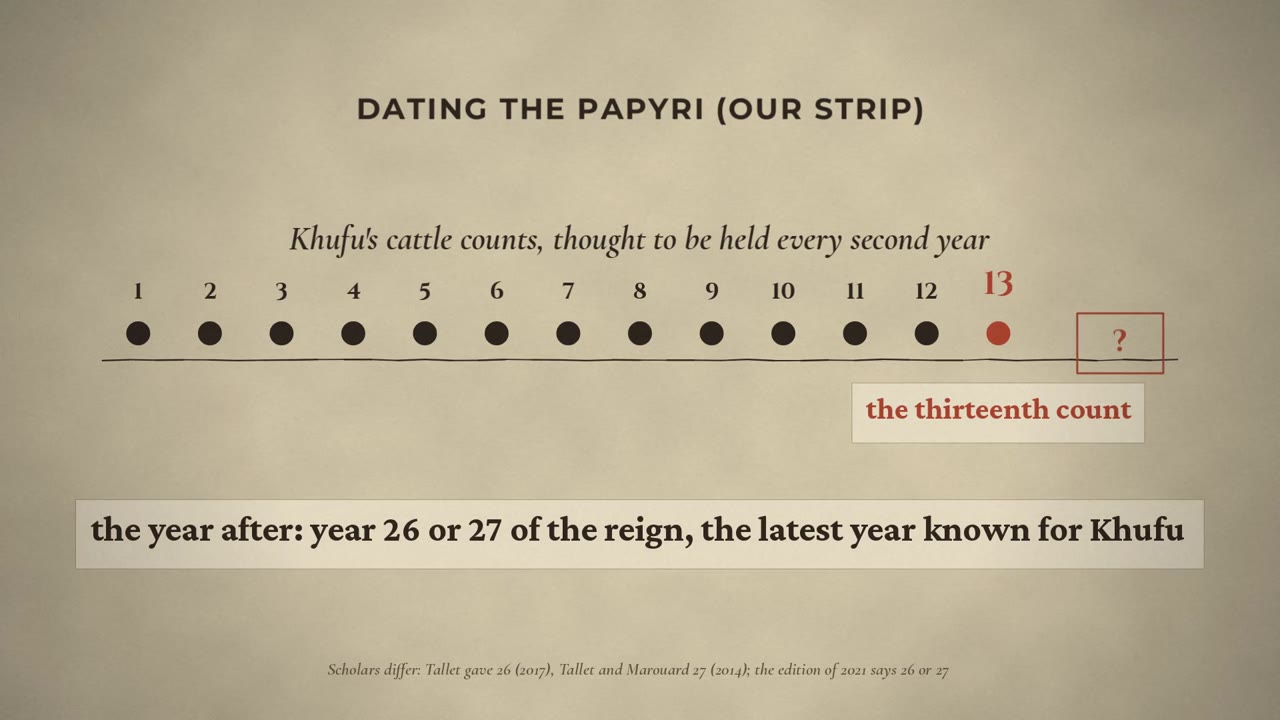 DATING THE PAPYRI (OUR STRIP)
Khufu's cattle counts, thought to be held every second year
1 2 3 4 5 6 7 8 9 10 11 12 13
?
the thirteenth count
the year after: year 26 or 27 of the reign, the latest year known for Khufu
Scholars differ: Tallet gave 26 (2017), Tallet and Marouard 27 (2014); the edition of 2021 says 26 or 27